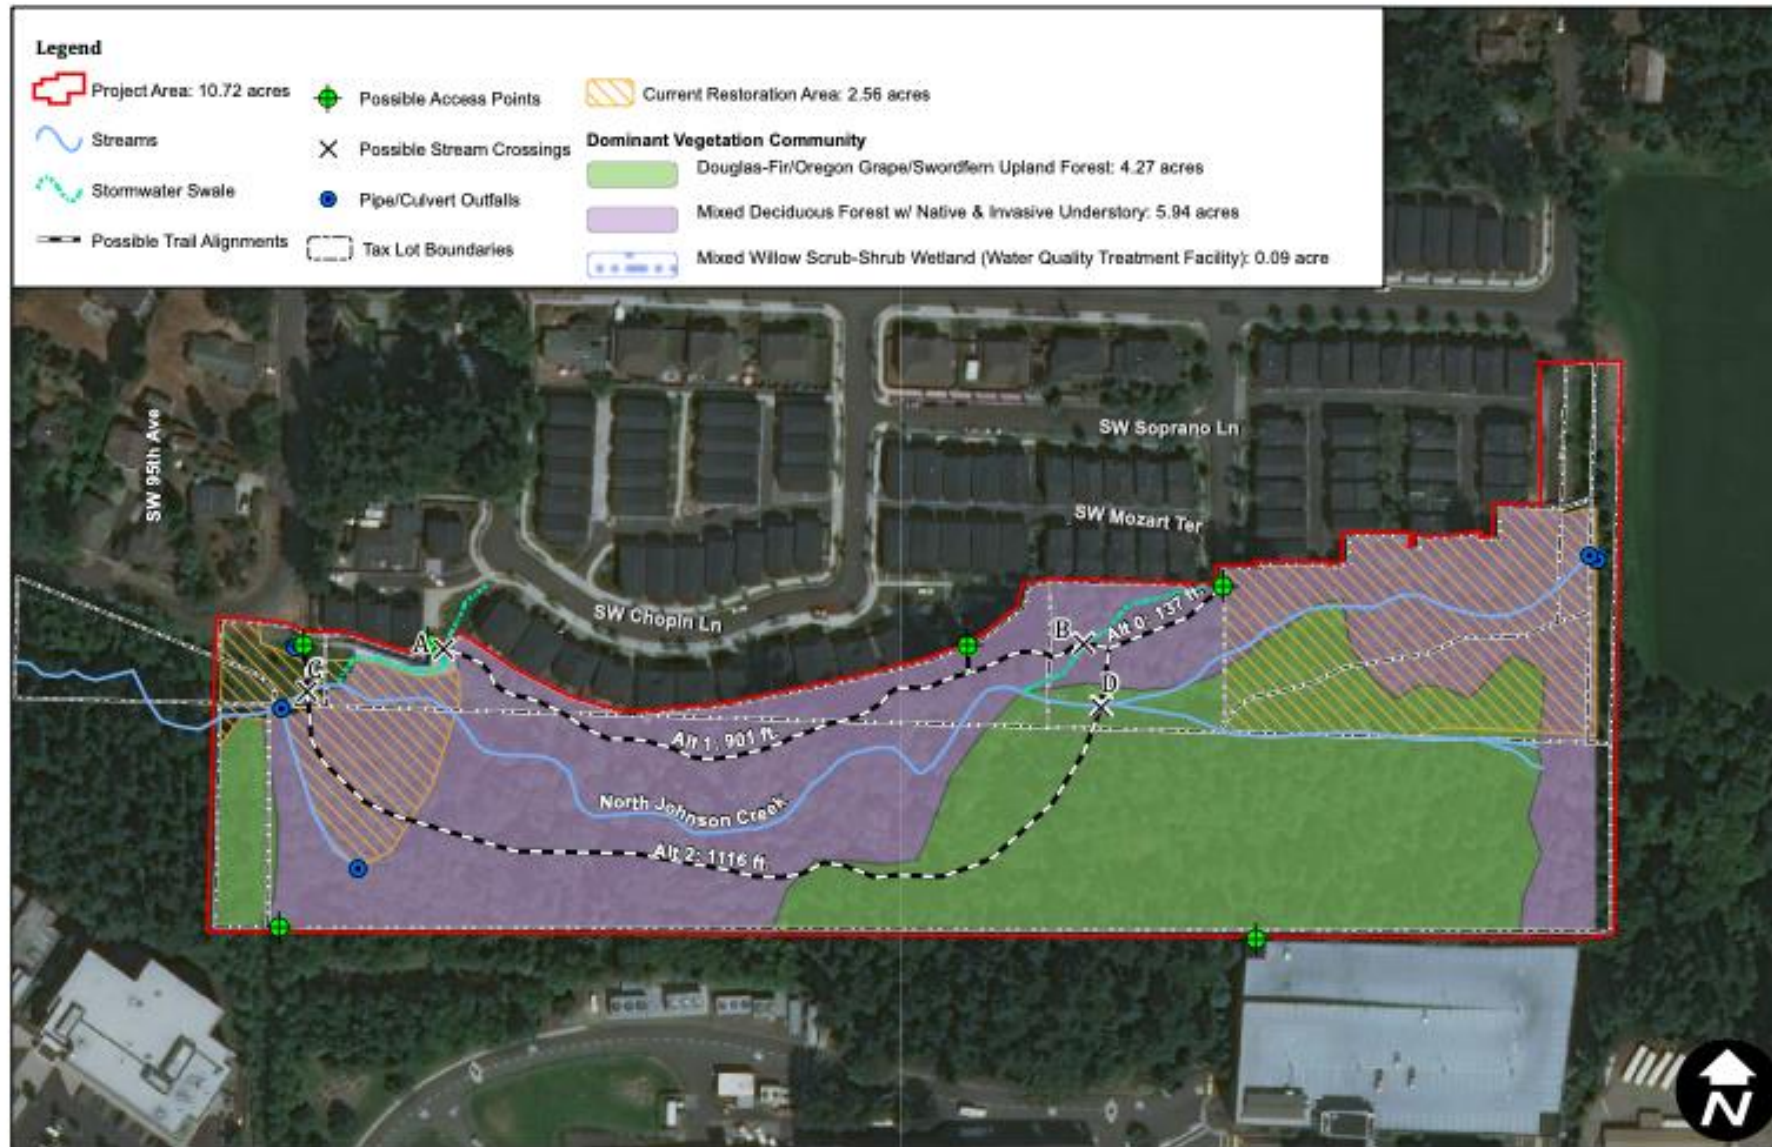 Legend
Project Area: 10.72 acres
Streams
Stormwater Swale
Possible Trail Alignments
Possible Access Points
Possible Stream Crossings
Pipe/Culvert Outfalls
Tax Lot Boundaries
Current Restoration Area: 2.56 acres
Dominant Vegetation Community
Douglas-Fir/Oregon Grape/Swordfern Upland Forest: 4.27 acres
Mixed Deciduous Forest w/ Native & Invasive Understory: 5.94 acres
Mixed Willow Scrub-Shrub Wetland (Water Quality Treatment Facility): 0.09 acre
SW 95th Ave
SW Soprano Ln
SW Mozart Ter
SW Chopin Ln
A
B
Alt 0: 137 ft.
C
D
Alt 1: 901 ft.
North Johnson Creek
Alt 2: 1116 ft.
N